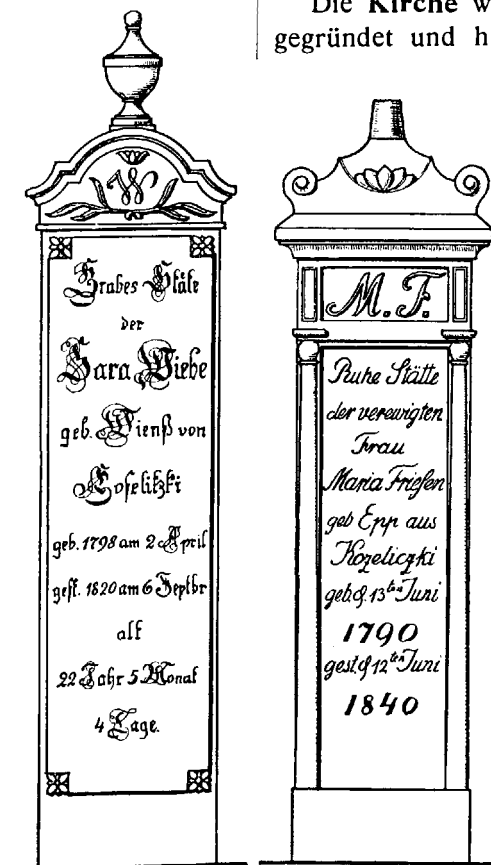 Die Kirche w
gegründet und h
W
Grabes Stäte
der
Sara Wiebe
geb. Wienß von
Koselitzki
geb. 1798 am 2 April
gest. 1820 am 6 Septbr
alt
22 Jahr 5 Monat
4 Tage.
M. F.
Ruhe Stätte
der verewigten
Frau
Maria Friesen
geb Epp aus
Kozeliczki
geb. d. 13ten Juni
1790
gest. d 12ten Juni
1840